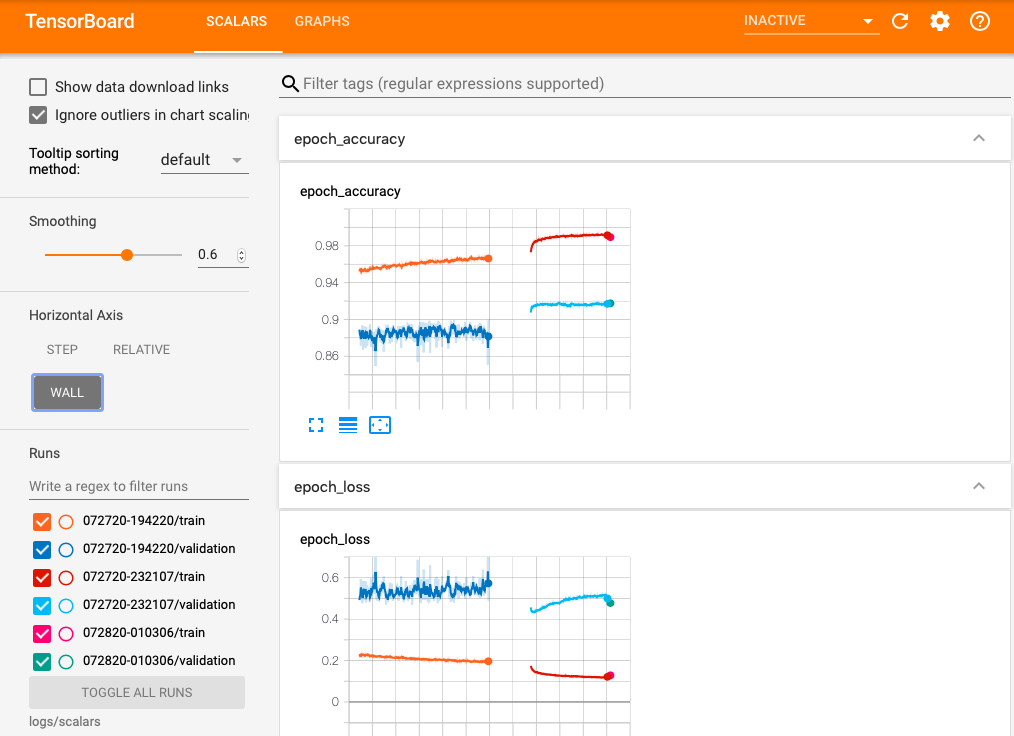 TensorBoard
SCALARS
GRAPHS
INACTIVE
Show data download links
Ignore outliers in chart scalin
Tooltip sorting
method:
default
Smoothing
0.6
Horizontal Axis
STEP
RELATIVE
WALL
Runs
Write a regex to filter runs
072720-194220/train
072720-194220/validation
072720-232107/train
072720-232107/validation
072820-010306/train
072820-010306/validation
TOGGLE ALL RUNS
logs/scalars
Filter tags (regular expressions supported)
epoch_accuracy
epoch_accuracy
0.98
0.94
0.9
0.86
epoch_loss
epoch_loss
0.6
0.4
0.2
0